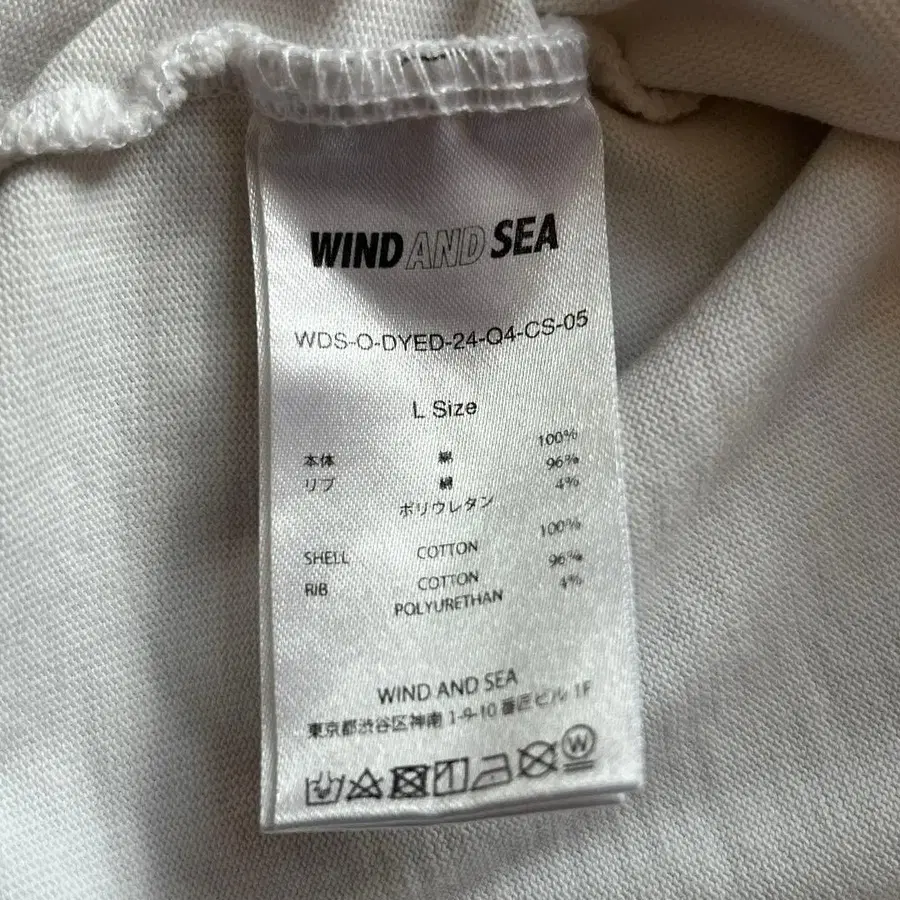 WIND AND SEA
WDS-O-DYED-24-Q4-CS-05
L Size
本体 綿 100%
リブ 綿 96%
ポリウレタン 4%
SHELL COTTON 100%
RIB COTTON 96%
POLYURETHAN 4%
WIND AND SEA
東京都渋谷区神南 1-9-10 番匠ビル 1F
W